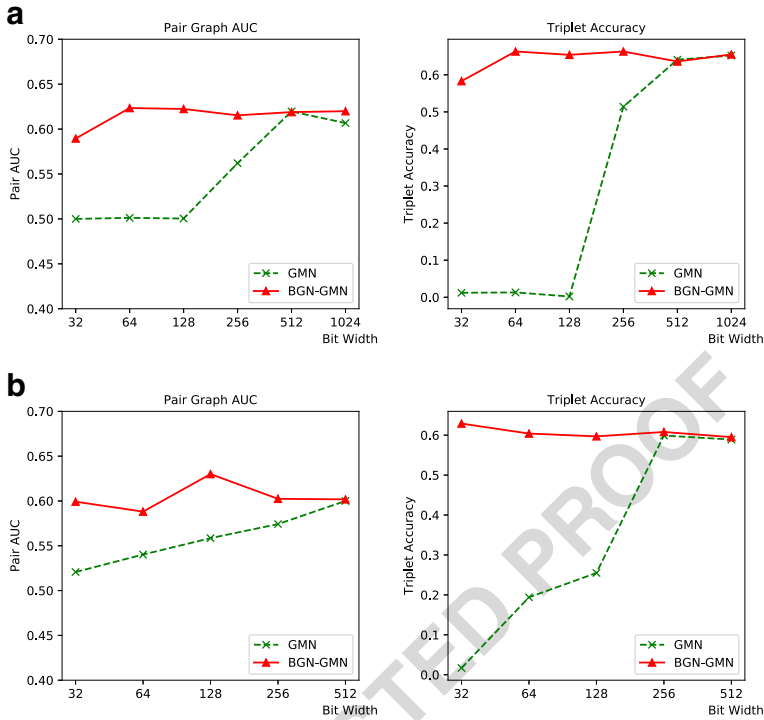 a
Pair Graph AUC
Triplet Accuracy
0.70
0.65
0.60
0.55
0.50
0.45
0.40
Pair AUC
GMN
BGN-GMN
32 64 128 256 512 1024
Bit Width
0.6
0.5
0.4
0.3
0.2
0.1
0.0
Triplet Accuracy
GMN
BGN-GMN
32 64 128 256 512 1024
Bit Width
b
Pair Graph AUC
Triplet Accuracy
0.70
0.65
0.60
0.55
0.50
0.45
0.40
Pair AUC
GMN
BGN-GMN
32 64 128 256 512
Bit Width
0.6
0.5
0.4
0.3
0.2
0.1
0.0
Triplet Accuracy
GMN
BGN-GMN
32 64 128 256 512
Bit Width
STED PROOF